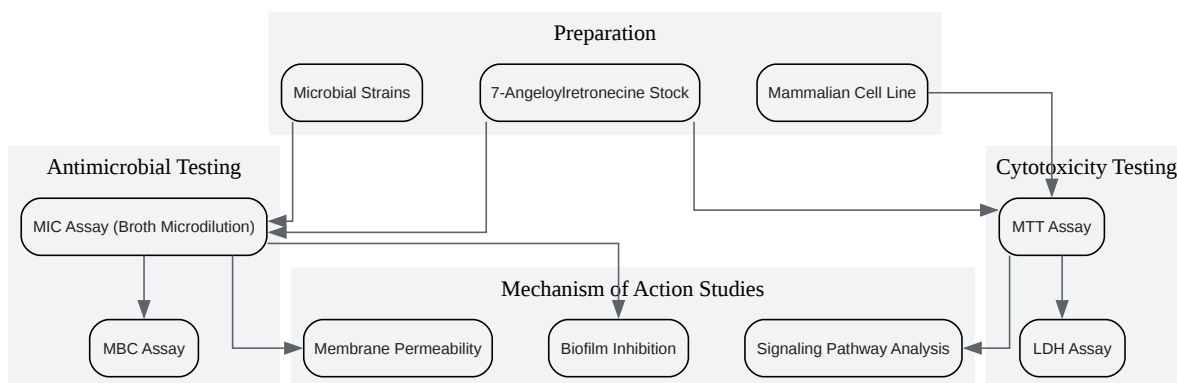 Preparation
Microbial Strains
7-Angeloylretronecine Stock
Mammalian Cell Line
Antimicrobial Testing
MIC Assay (Broth Microdilution)
MBC Assay
Mechanism of Action Studies
Membrane Permeability
Biofilm Inhibition
Signaling Pathway Analysis
Cytotoxicity Testing
MTT Assay
LDH Assay